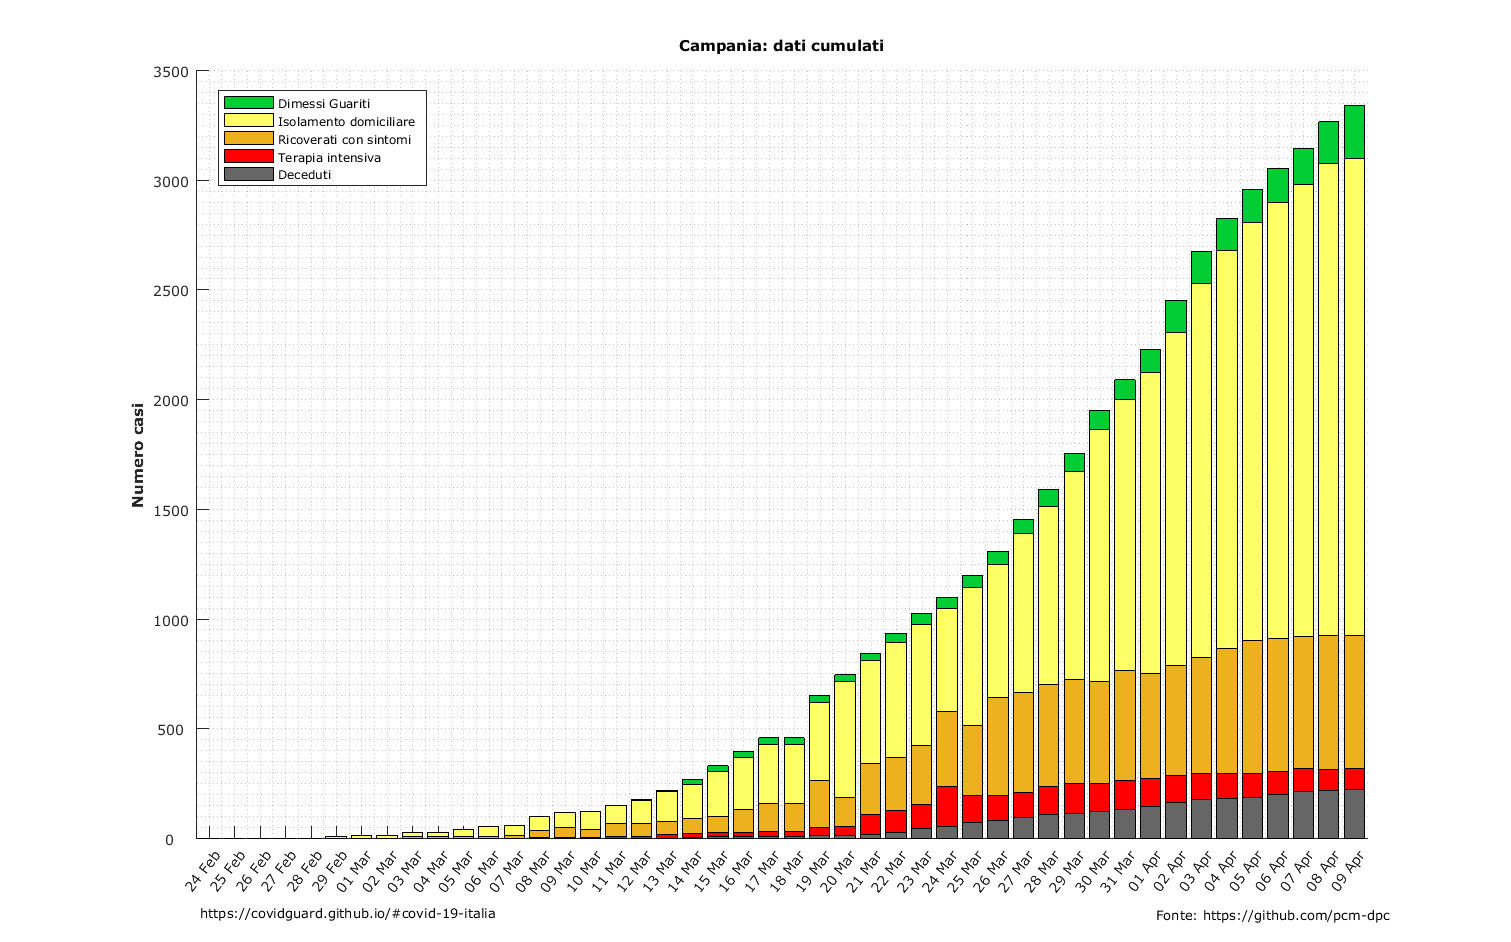 Campania: dati cumulati
3500
3000
2500
2000
1500
1000
500
0
Numero casi
Dimessi Guariti
Isolamento domiciliare
Ricoverati con sintomi
Terapia intensiva
Deceduti
24 Feb
25 Feb
26 Feb
27 Feb
28 Feb
29 Feb
01 Mar
02 Mar
03 Mar
04 Mar
05 Mar
06 Mar
07 Mar
08 Mar
09 Mar
10 Mar
11 Mar
12 Mar
13 Mar
14 Mar
15 Mar
16 Mar
17 Mar
18 Mar
19 Mar
20 Mar
21 Mar
22 Mar
23 Mar
24 Mar
25 Mar
26 Mar
27 Mar
28 Mar
29 Mar
30 Mar
31 Mar
01 Apr
02 Apr
03 Apr
04 Apr
05 Apr
06 Apr
07 Apr
08 Apr
09 Apr
https://covidguard.github.io/#covid-19-italia
Fonte: https://github.com/pcm-dpc